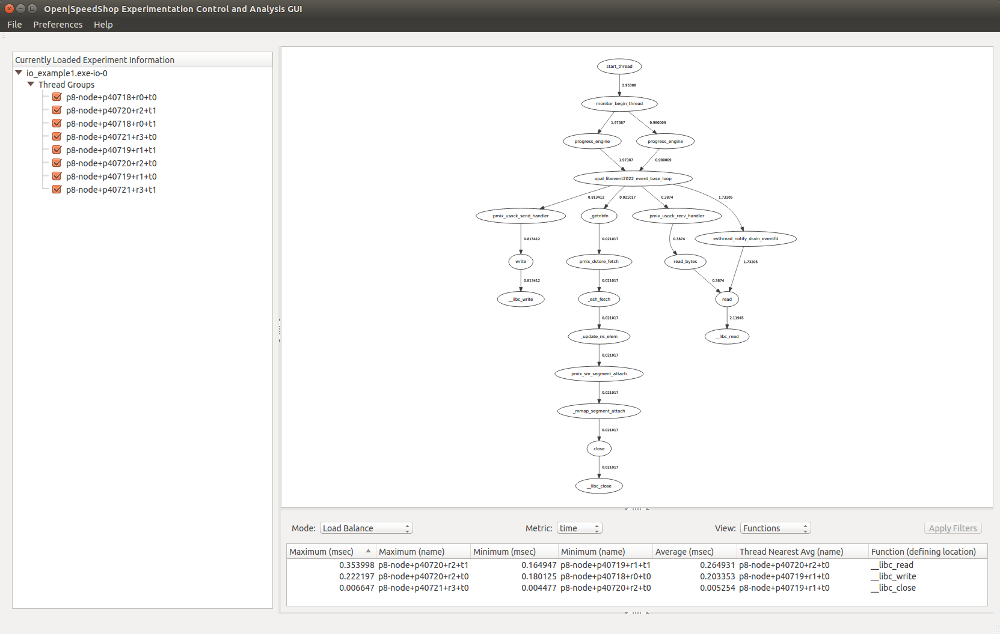 Open|SpeedShop Experimentation Control and Analysis GUI
File Preferences Help
Currently Loaded Experiment Information
io_example1.exe-io-0
Thread Groups
p8-node+p40718+r0+t0
p8-node+p40720+r2+t1
p8-node+p40718+r0+t1
p8-node+p40721+r3+t0
p8-node+p40719+r1+t1
p8-node+p40720+r2+t0
p8-node+p40719+r1+t0
p8-node+p40721+r3+t1
start_thread
2.95388
monitor_begin_thread
1.97387 0.980009
progress_engine progress_engine
1.97387 0.980009
opal_libevent2022_event_base_loop
0.813412 0.021017 0.3874 1.73205
pmix_usock_send_handler _getnbfn pmix_usock_recv_handler
0.813412 0.021017 0.3874 evthread_notify_drain_eventfd
write pmix_dstore_fetch read_bytes 1.73205
0.813412 0.021017 0.3874
__libc_write _esh_fetch read
0.021017 2.11945
_update_ns_elem __libc_read
0.021017
pmix_sm_segment_attach
0.021017
_mmap_segment_attach
0.021017
close
0.021017
__libc_close
Mode: Load Balance Metric: time View: Functions Apply Filters
Maximum (msec) Maximum (name) Minimum (msec) Minimum (name) Average (msec) Thread Nearest Avg (name) Function (defining location)
0.353998 p8-node+p40720+r2+t1 0.164947 p8-node+p40719+r1+t1 0.264931 p8-node+p40720+r2+t0 __libc_read
0.222197 p8-node+p40720+r2+t0 0.180125 p8-node+p40718+r0+t0 0.203353 p8-node+p40719+r1+t0 __libc_write
0.006647 p8-node+p40721+r3+t0 0.004477 p8-node+p40720+r2+t0 0.005254 p8-node+p40719+r1+t0 __libc_close